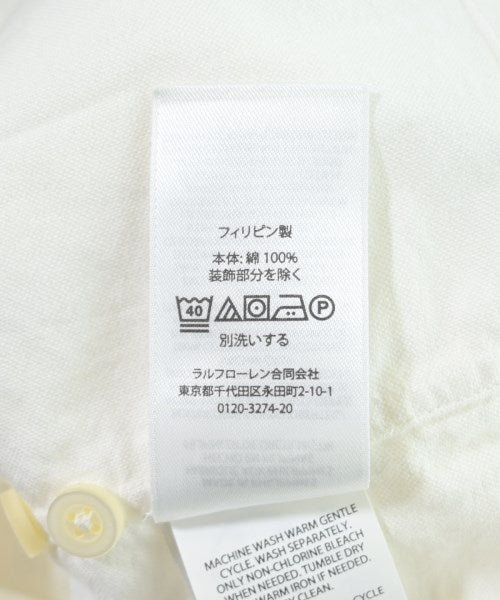 フィリピン製
本体: 綿 100%
装飾部分を除く
40 P
別洗いする
ラルフローレン合同会社
東京都千代田区永田町2-10-1
0120-3274-20
MACHINE WASH WARM GENTLE
CYCLE. WASH SEPARATELY.
ONLY NON-CHLORINE BLEACH
WHEN NEEDED. TUMBLE DRY
WARM IRON IF NEEDED.
CYCLE